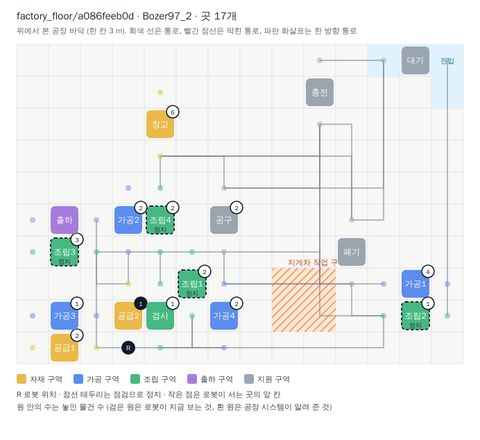 factory_floor/a086feeb0d · Bozer97_2 · 곳 17개
위에서 본 공장 바닥 (한 칸 3 m). 회색 선은 통로, 빨간 점선은 막힌 통로, 파란 화살표는 한 방향 통로
대기
충전
6
창고
출하
2
가공2
2
조립4
정지
2
공구
3
조립3
정지
폐기
지게차 작업 구
2
조립1
정지
4
가공1
1
가공3
1
공급2
1
검사
2
가공4
1
조립2
정지
2
공급1
R
자재 구역
가공 구역
조립 구역
출하 구역
지원 구역
R 로봇 위치 · 점선 테두리는 점검으로 정지 · 작은 점은 로봇이 서는 곳의 앞 칸
원 안의 수는 놓인 물건 수 (검은 원은 로봇이 지금 보는 것, 흰 원은 공장 시스템이 알려 준 것)